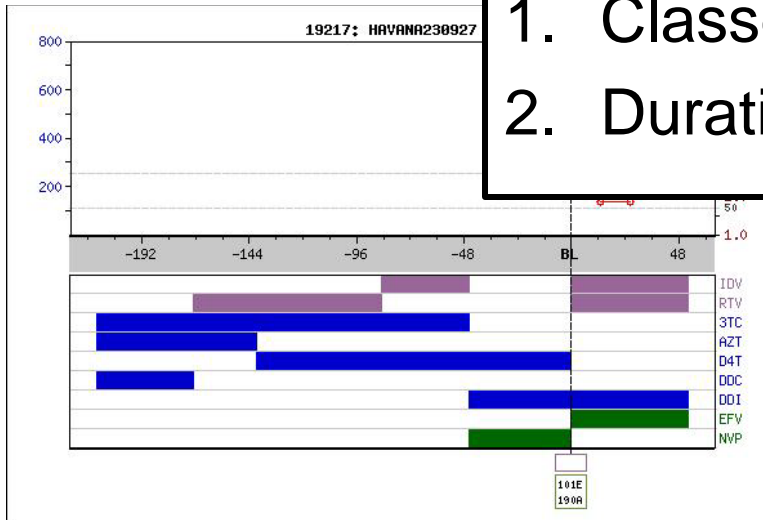 19217: HAVANA230927
1. Classe
2. Durati
800
600
400
200
50
1.0
-192 -144 -96 -48 BL 48
IDV
RTV
3TC
AZT
D4T
DDC
DDI
EFV
NVP
101E
190A